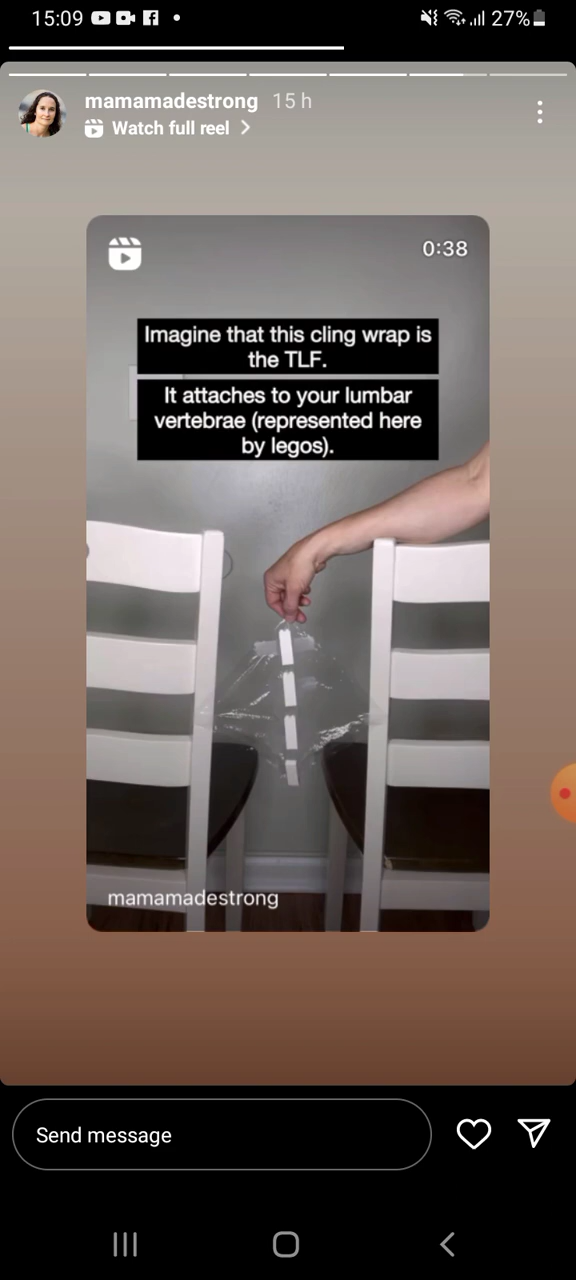 15:09
27%
mamamadestrong 15 h
Watch full reel
0:38
Imagine that this cling wrap is
the TLF.
It attaches to your lumbar
vertebrae (represented here
by legos).
mamamadestrong
Send message